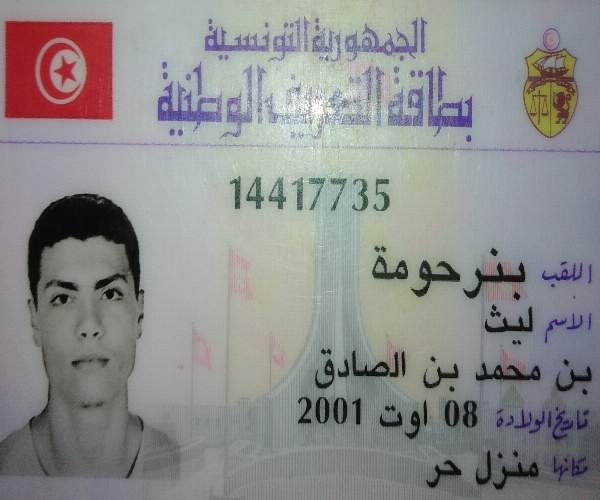 الجمهورية التونسية
بطاقة التعريف الوطنية
14417735
اللقب بنرحومة
الاسم ليث
بن محمد بن الصادق
تاريخ الولادة 08 اوت 2001
مكانها منزل حر